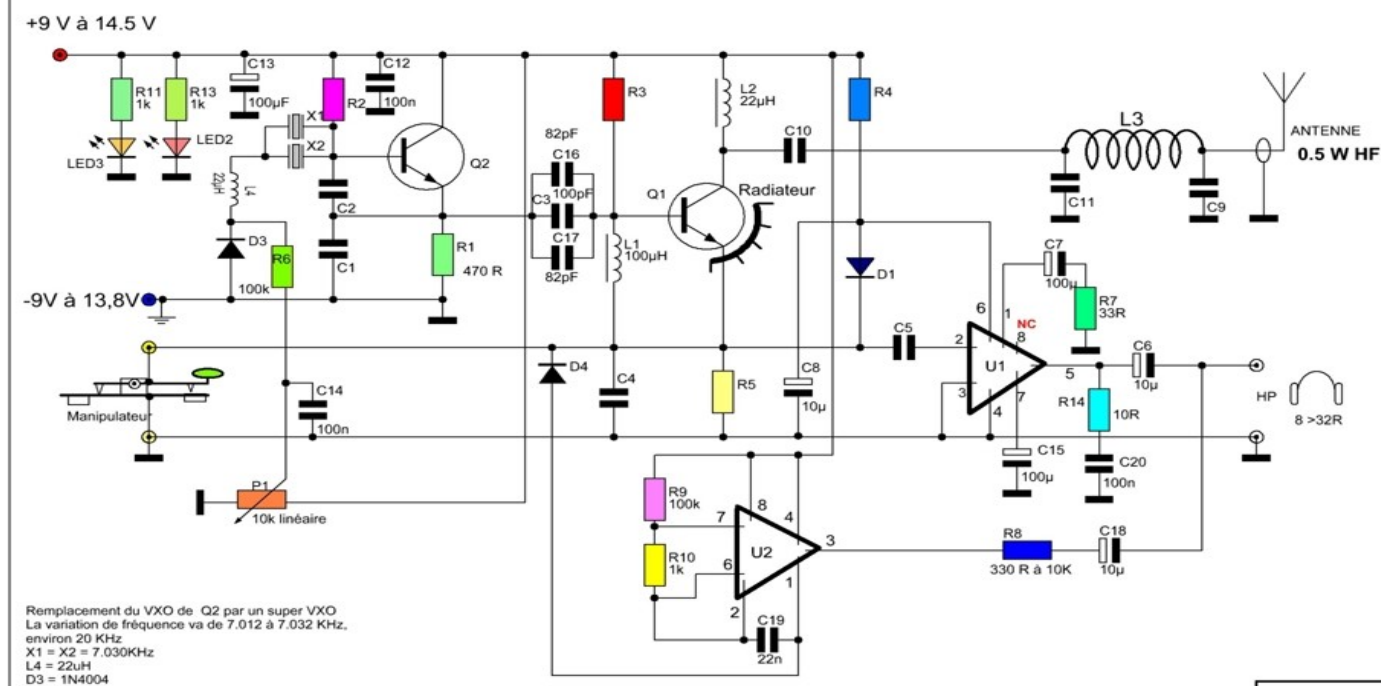 +9 V à 14.5 V
R11
1k
R13
1k
C13
100µF
R2
C12
100n
X1
X2
LED3
LED2
22µH
L4
Q2
C2
C1
D3
R6
100k
R1
470 R
82pF
C16
100pF
C3
C17
82pF
R3
L1
100µH
L2
22µH
Q1
Radiateur
C10
R4
D1
L3
ANTENNE
0.5 W HF
C11
C9
-9V à 13,8V
Manipulateur
C14
100n
P1
10k linéaire
D4
C4
R5
C8
10µ
C5
2
6
1
NC
8
U1
3
4
7
5
C7
100µ
R7
33R
C6
10µ
R14
10R
C15
100µ
C20
100n
HP
8 >32R
R9
100k
R10
1k
7
8
4
U2
3
6
2
1
C19
22n
R8
330 R à 10K
C18
10µ
Remplacement du VXO de Q2 par un super VXO
La variation de fréquence va de 7.012 à 7.032 KHz,
environ 20 KHz
X1 = X2 = 7.030KHz
L4 = 22uH
D3 = 1N4004